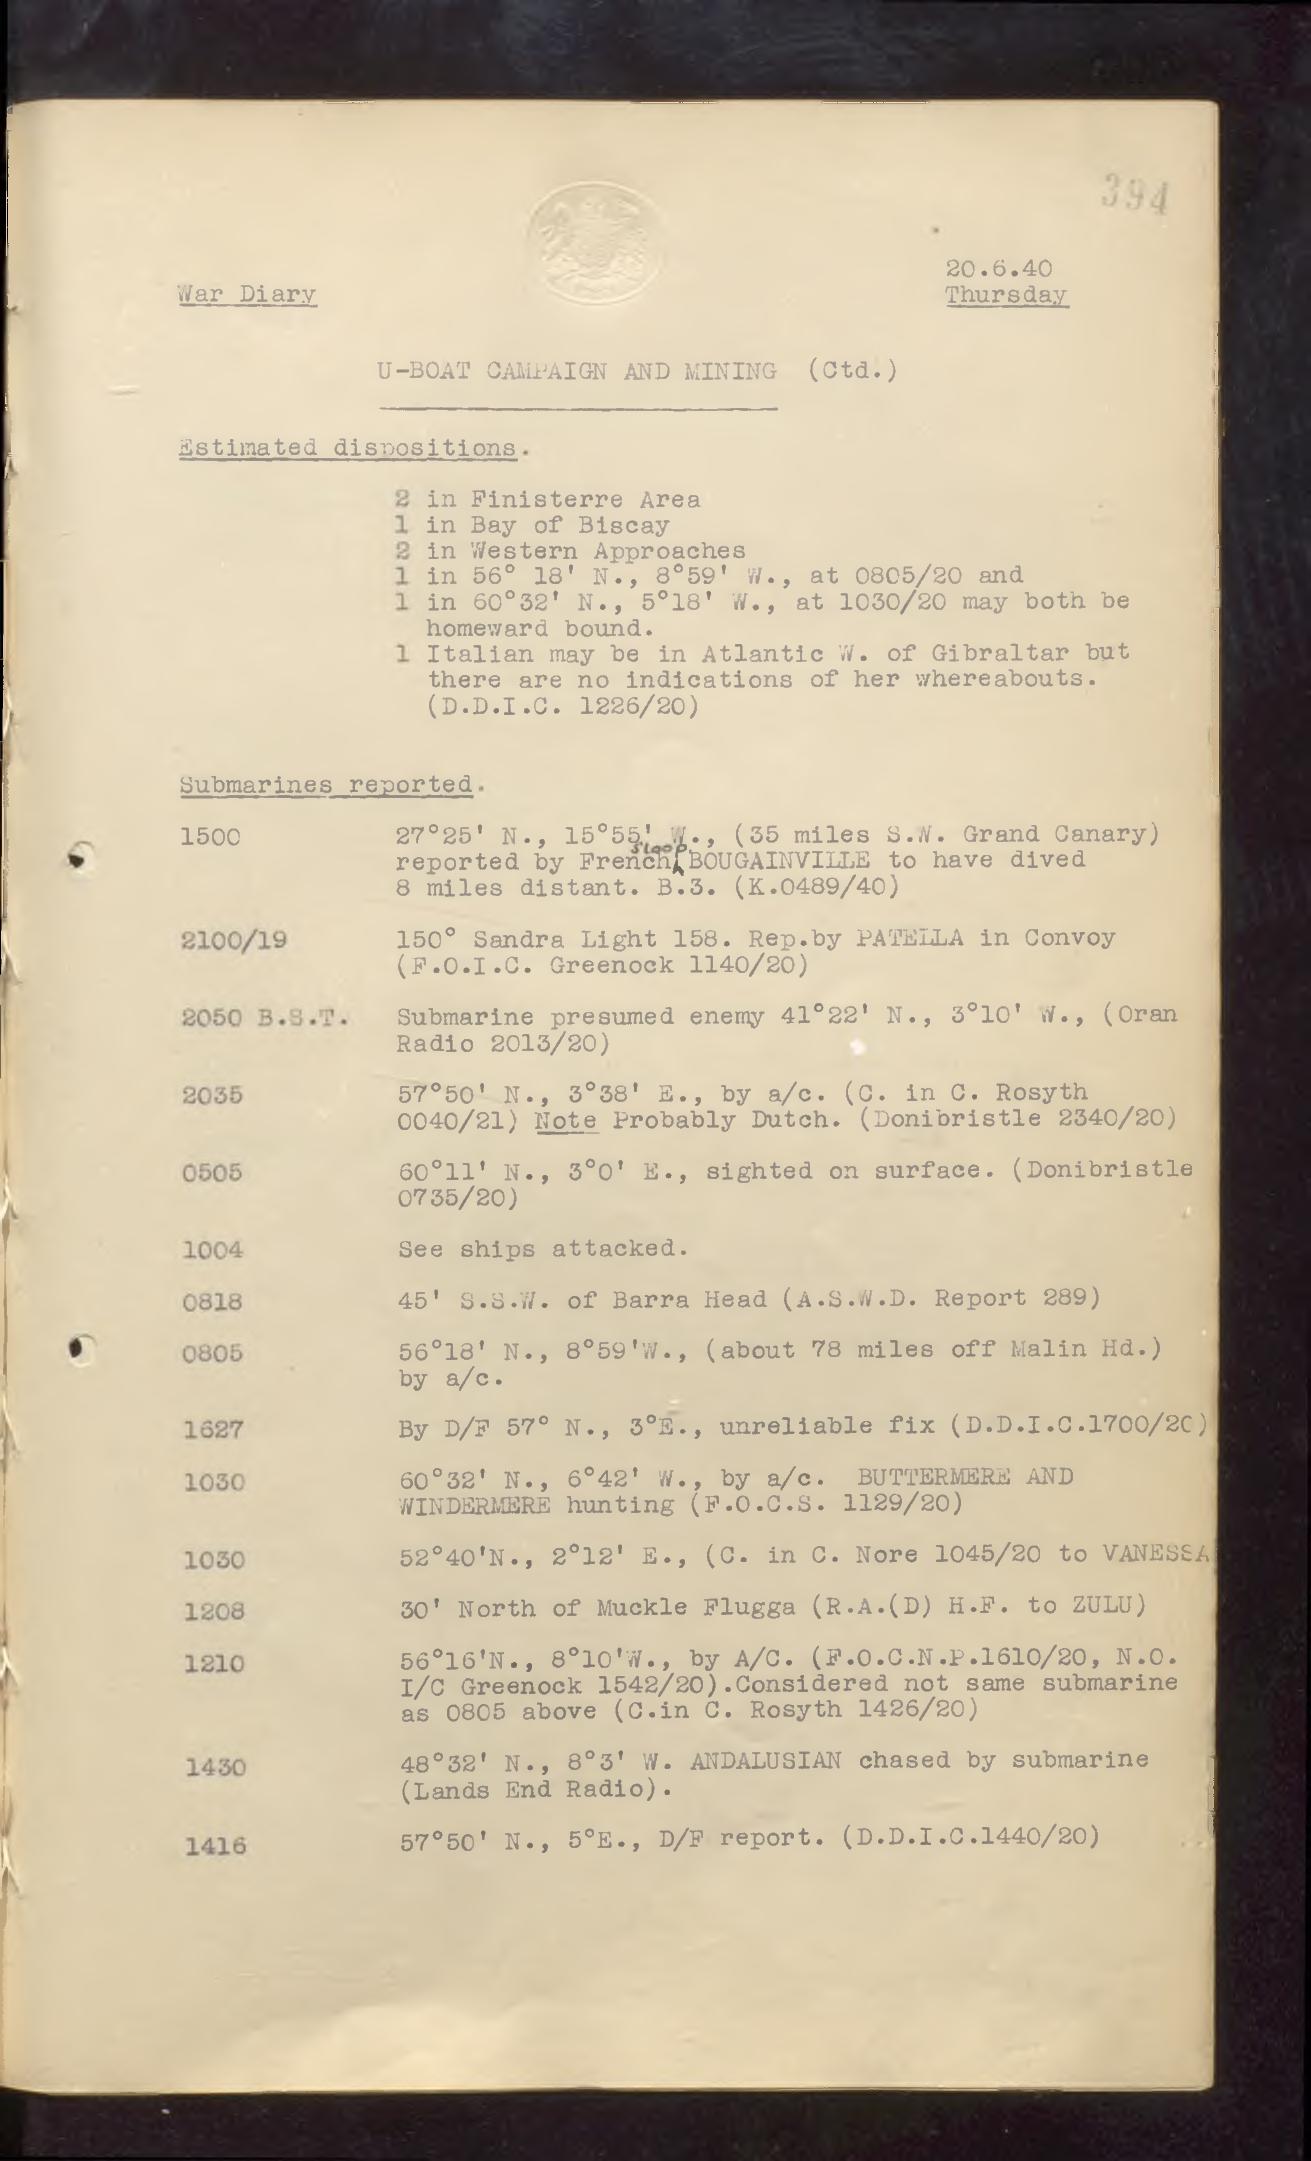 394
20.6.40
War Diary Thursday
U-BOAT CAMPAIGN AND MINING (Ctd.)
Estimated dispositions.
2 in Finisterre Area
1 in Bay of Biscay
2 in Western Approaches
1 in 56° 18' N., 8°59' W., at 0805/20 and
1 in 60°32' N., 5°18' W., at 1030/20 may both be
homeward bound.
1 Italian may be in Atlantic W. of Gibraltar but
there are no indications of her whereabouts.
(D.D.I.C. 1226/20)
Submarines reported.
1500 27°25' N., 15°55' W., (35 miles S.W. Grand Canary)
sloop
reported by French BOUGAINVILLE to have dived
8 miles distant. B.3. (K.0489/40)
2100/19 150° Sandra Light 158. Rep.by PATELLA in Convoy
(F.O.I.C. Greenock 1140/20)
2050 B.S.T. Submarine presumed enemy 41°22' N., 3°10' W., (Oran
Radio 2013/20)
2035 57°50' N., 3°38' E., by a/c. (C. in C. Rosyth
0040/21) Note Probably Dutch. (Donibristle 2340/20)
0505 60°11' N., 3°0' E., sighted on surface. (Donibristle
0735/20)
1004 See ships attacked.
0818 45' S.S.W. of Barra Head (A.S.W.D. Report 289)
0805 56°18' N., 8°59'W., (about 78 miles off Malin Hd.)
by a/c.
1627 By D/F 57° N., 3°E., unreliable fix (D.D.I.C.1700/20)
1030 60°32' N., 6°42' W., by a/c. BUTTERMERE AND
WINDERMERE hunting (F.O.C.S. 1129/20)
1030 52°40'N., 2°12' E., (C. in C. Nore 1045/20 to VANESSA
1208 30' North of Muckle Flugga (R.A.(D) H.F. to ZULU)
1210 56°16'N., 8°10'W., by A/C. (F.O.C.N.P.1610/20, N.O.
I/C Greenock 1542/20).Considered not same submarine
as 0805 above (C.in C. Rosyth 1426/20)
1430 48°32' N., 8°3' W. ANDALUSIAN chased by submarine
(Lands End Radio).
1416 57°50' N., 5°E., D/F report. (D.D.I.C.1440/20)